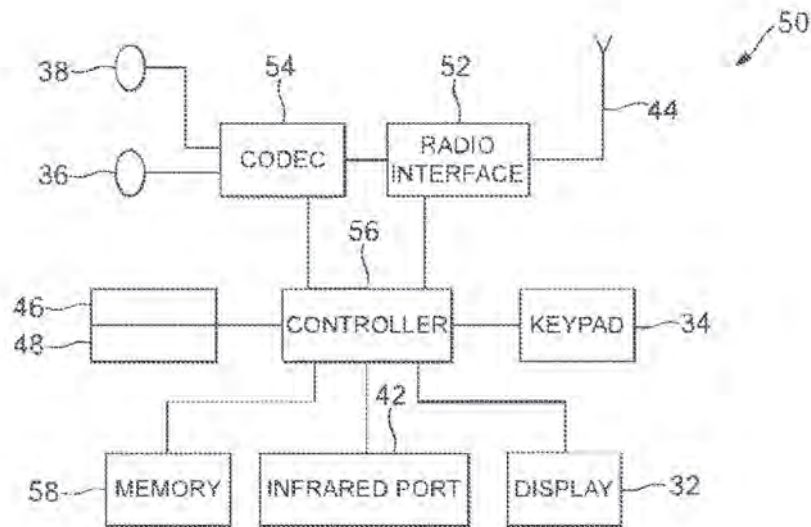 50
38
54
52
44
CODEC
RADIO
INTERFACE
36
56
46
48
CONTROLLER
KEYPAD
34
42
58
MEMORY
INFRARED PORT
DISPLAY
32